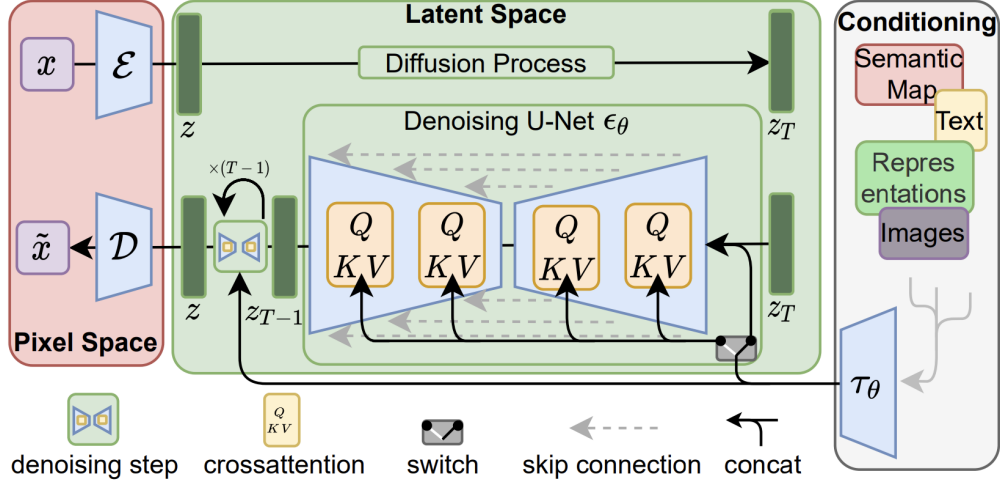 Latent Space
Conditioning
x
ℰ
Diffusion Process
Semantic
Map
z
z_T
Text
Denoising U-Net ϵ_θ
×(T−1)
Repres
entations
Q
KV
Q
KV
Q
KV
Q
KV
x̃
𝒟
Images
z
z_{T−1}
z_T
Pixel Space
τ_θ
Q
KV
denoising step
crossattention
switch
skip connection
concat